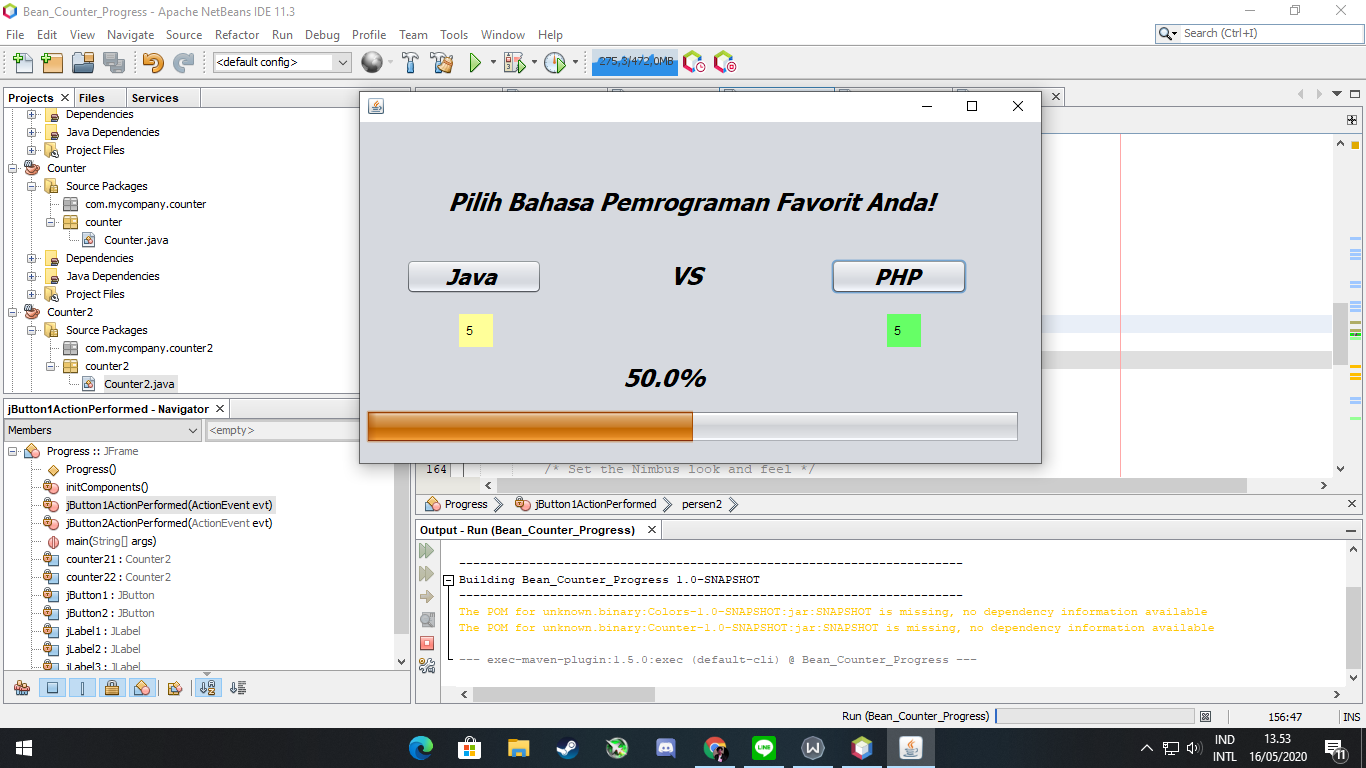 Bean_Counter_Progress - Apache NetBeans IDE 11.3
File Edit View Navigate Source Refactor Run Debug Profile Team Tools Window Help
Search (Ctrl+I)
<default config>
275,3/472,0MB
Projects Files Services
Dependencies
Java Dependencies
Project Files
Counter
Source Packages
com.mycompany.counter
counter
Counter.java
Dependencies
Java Dependencies
Project Files
Counter2
Source Packages
com.mycompany.counter2
counter2
Counter2.java
Pilih Bahasa Pemrograman Favorit Anda!
Java VS PHP
5 5
50.0%
jButton1ActionPerformed - Navigator
Members <empty>
Progress :: JFrame
Progress()
initComponents()
jButton1ActionPerformed(ActionEvent evt)
jButton2ActionPerformed(ActionEvent evt)
main(String[] args)
counter21 : Counter2
counter22 : Counter2
jButton1 : JButton
jButton2 : JButton
jLabel1 : JLabel
jLabel2 : JLabel
jLabel3 : JLabel
164 /* Set the Nimbus look and feel */
Progress jButton1ActionPerformed persen2
Output - Run (Bean_Counter_Progress)
------------------------------------------------------------------------
Building Bean_Counter_Progress 1.0-SNAPSHOT
------------------------------------------------------------------------
The POM for unknown.binary:Colors-1.0-SNAPSHOT:jar:SNAPSHOT is missing, no dependency information available
The POM for unknown.binary:Counter-1.0-SNAPSHOT:jar:SNAPSHOT is missing, no dependency information available
--- exec-maven-plugin:1.5.0:exec (default-cli) @ Bean_Counter_Progress ---
Run (Bean_Counter_Progress) 156:47 INS
IND
INTL
13.53
16/05/2020
11